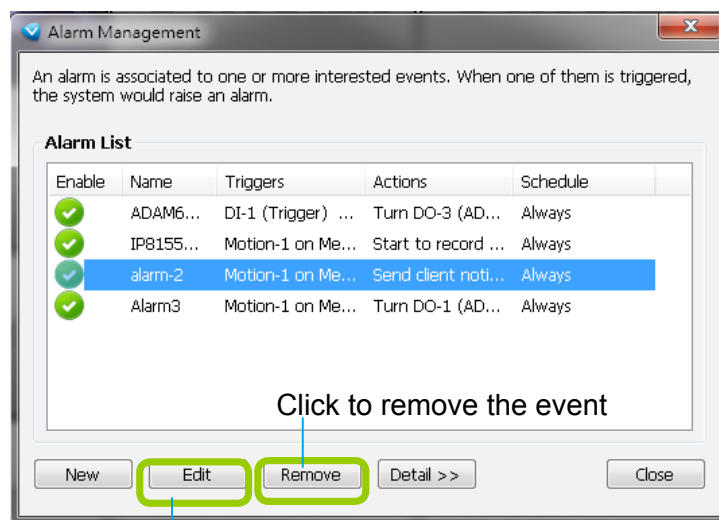 Alarm Management
An alarm is associated to one or more interested events. When one of them is triggered,
the system would raise an alarm.
Alarm List
Enable Name Triggers Actions Schedule
ADAM6... DI-1 (Trigger) ... Turn DO-3 (AD... Always
IP8155... Motion-1 on Me... Start to record ... Always
alarm-2 Motion-1 on Me... Send client noti... Always
Alarm3 Motion-1 on Me... Turn DO-1 (AD... Always
Click to remove the event
New Edit Remove Detail >> Close